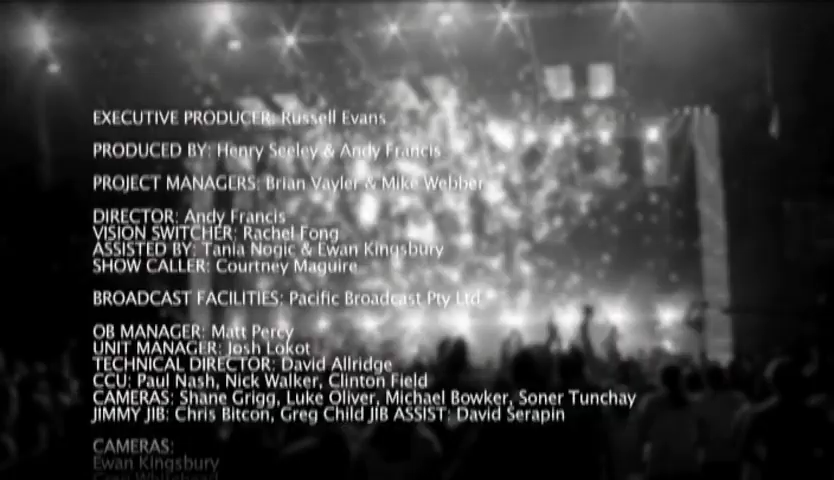 EXECUTIVE PRODUCER: Russell Evans
PRODUCED BY: Henry Seeley & Andy Francis
PROJECT MANAGERS: Brian Vayler & Mike Webber
DIRECTOR: Andy Francis
VISION SWITCHER: Rachel Fong
ASSISTED BY: Tania Nogic & Ewan Kingsbury
SHOW CALLER: Courtney Maguire
BROADCAST FACILITIES: Pacific Broadcast Pty Ltd
OB MANAGER: Matt Percy
UNIT MANAGER: Josh Lokot
TECHNICAL DIRECTOR: David Allridge
CCU: Paul Nash, Nick Walker, Clinton Field
CAMERAS: Shane Grigg, Luke Oliver, Michael Bowker, Soner Tunchay
JIMMY JIB: Chris Bitcon, Greg Child JIB ASSIST: David Serapin
CAMERAS:
Ewan Kingsbury